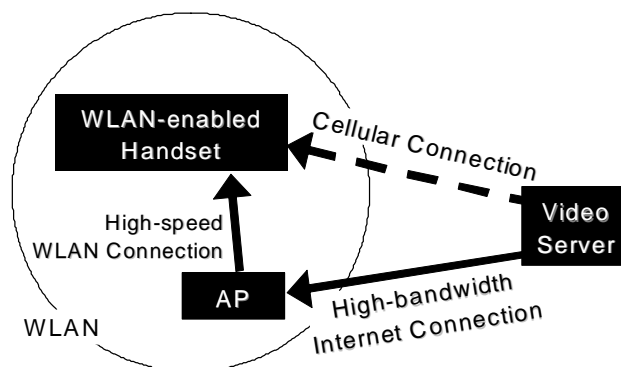 WLAN-enabled
Handset
Cellular Connection
Video
Server
High-speed
WLAN Connection
AP
High-bandwidth
Internet Connection
WLAN